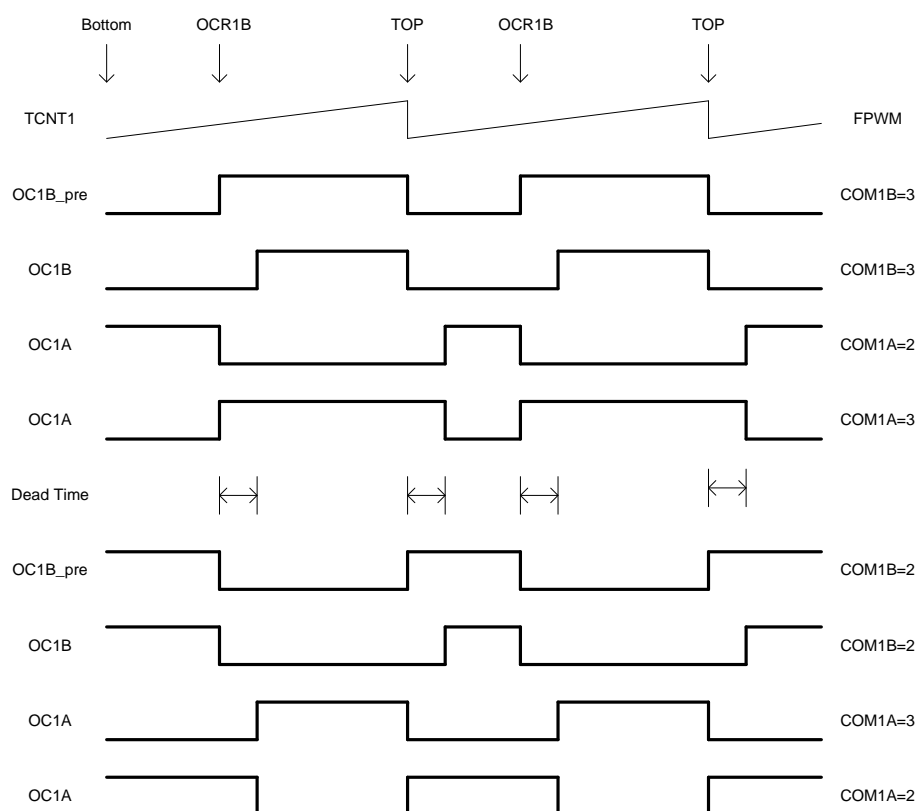 Bottom OCR1B TOP OCR1B TOP
TCNT1 FPWM
OC1B_pre COM1B=3
OC1B COM1B=3
OC1A COM1A=2
OC1A COM1A=3
Dead Time
OC1B_pre COM1B=2
OC1B COM1B=2
OC1A COM1A=3
OC1A COM1A=2